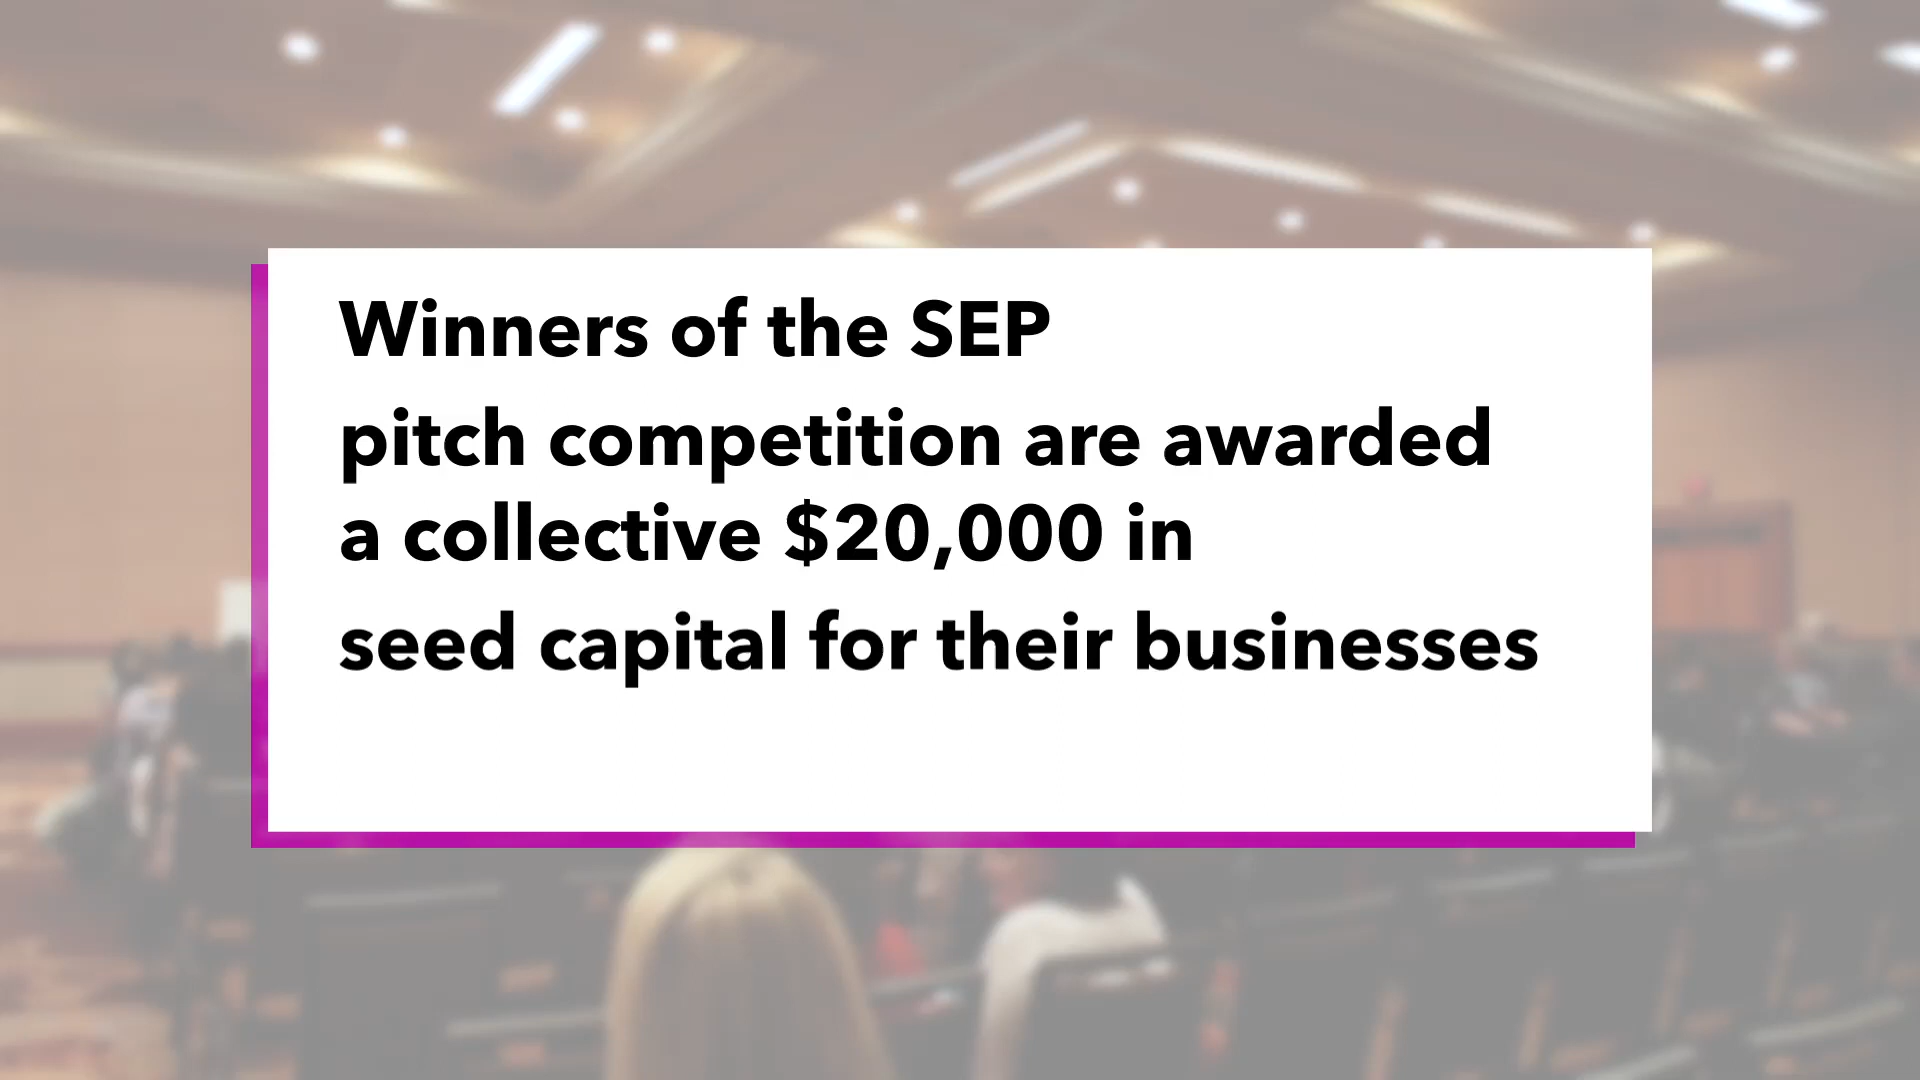 Winners of the SEP
pitch competition are awarded
a collective $20,000 in
seed capital for their businesses